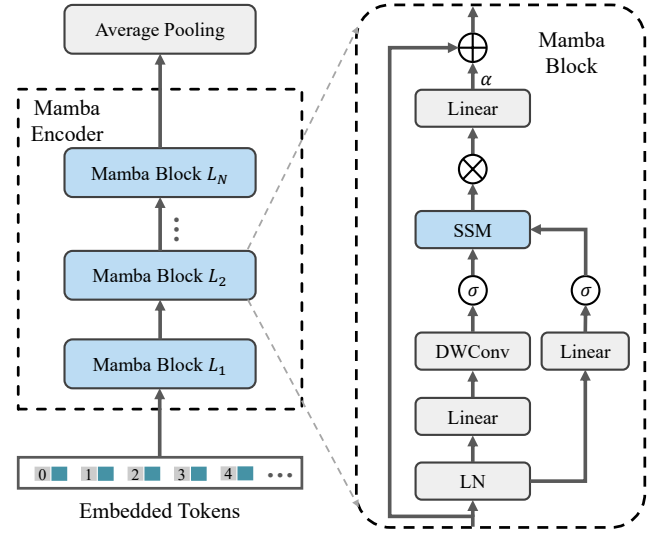 Average Pooling
Mamba
Encoder
Mamba Block L_N
Mamba Block L_2
Mamba Block L_1
0 1 2 3 4
Embedded Tokens
Mamba
Block
α
Linear
SSM
σ σ
DWConv Linear
Linear
LN